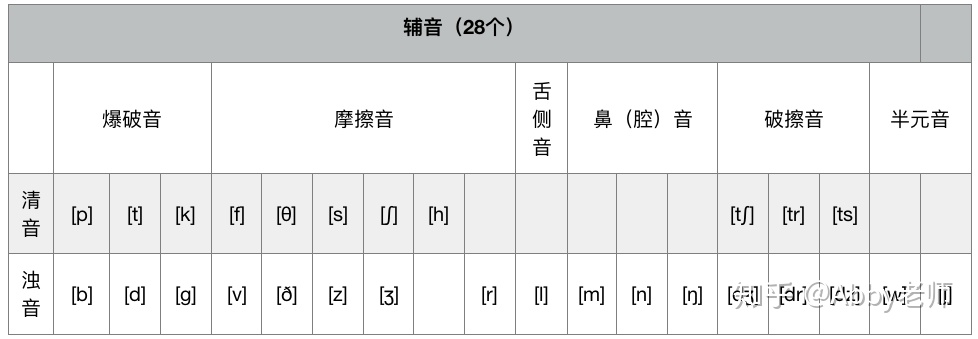 辅音（28个）
爆破音 摩擦音 舌侧音 鼻（腔）音 破擦音 半元音
清音 [p] [t] [k] [f] [θ] [s] [ʃ] [h] [tʃ] [tr] [ts]
浊音 [b] [d] [g] [v] [ð] [z] [ʒ] [r] [l] [m] [n] [ŋ] [dʒ] [dr] [dz] [w] [j]
知乎 @Abby老师